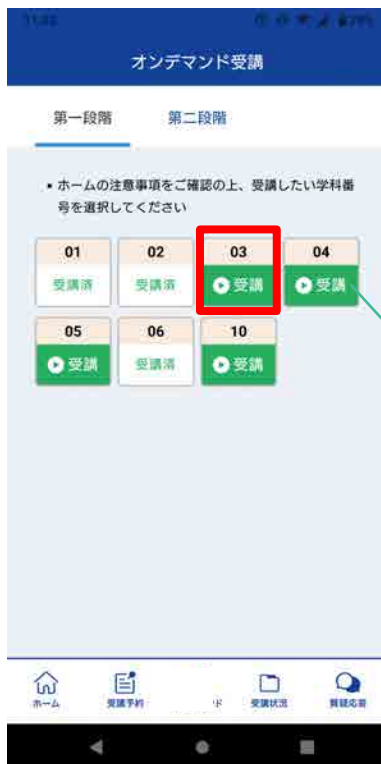 オンデマンド受講
第一段階 第二段階
▪ ホームの注意事項をご確認の上、受講したい学科番
号を選択してください
01 02 03 04
受講済 受講済 受講 受講
05 06 10
受講 受講済 受講
ホーム 受講予約 ド 受講状況 質疑応答